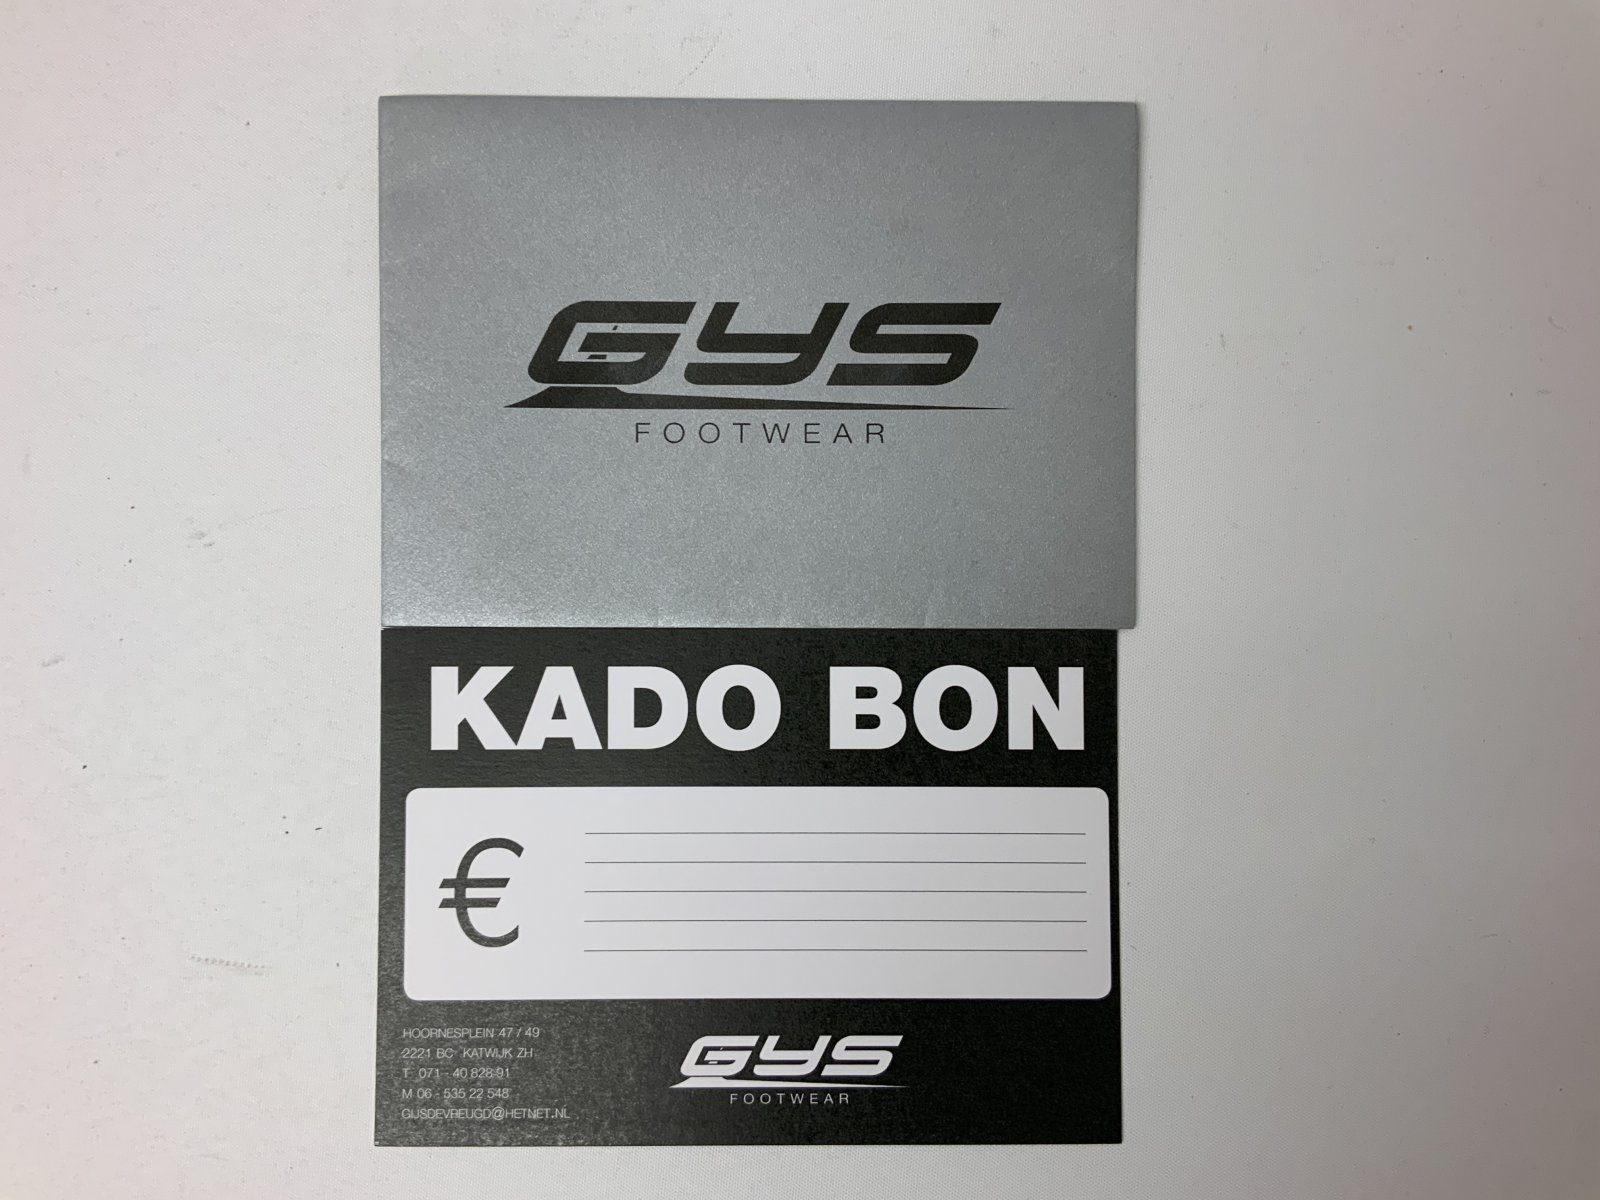 GYS
FOOTWEAR
KADO BON
€
HOORNESPLEIN 47 / 49
2221 BC KATWIJK ZH
T 071 - 40 828-91
M 06 - 535 22 548
GIJSDEVREUGD@HETNET.NL
GYS
FOOTWEAR